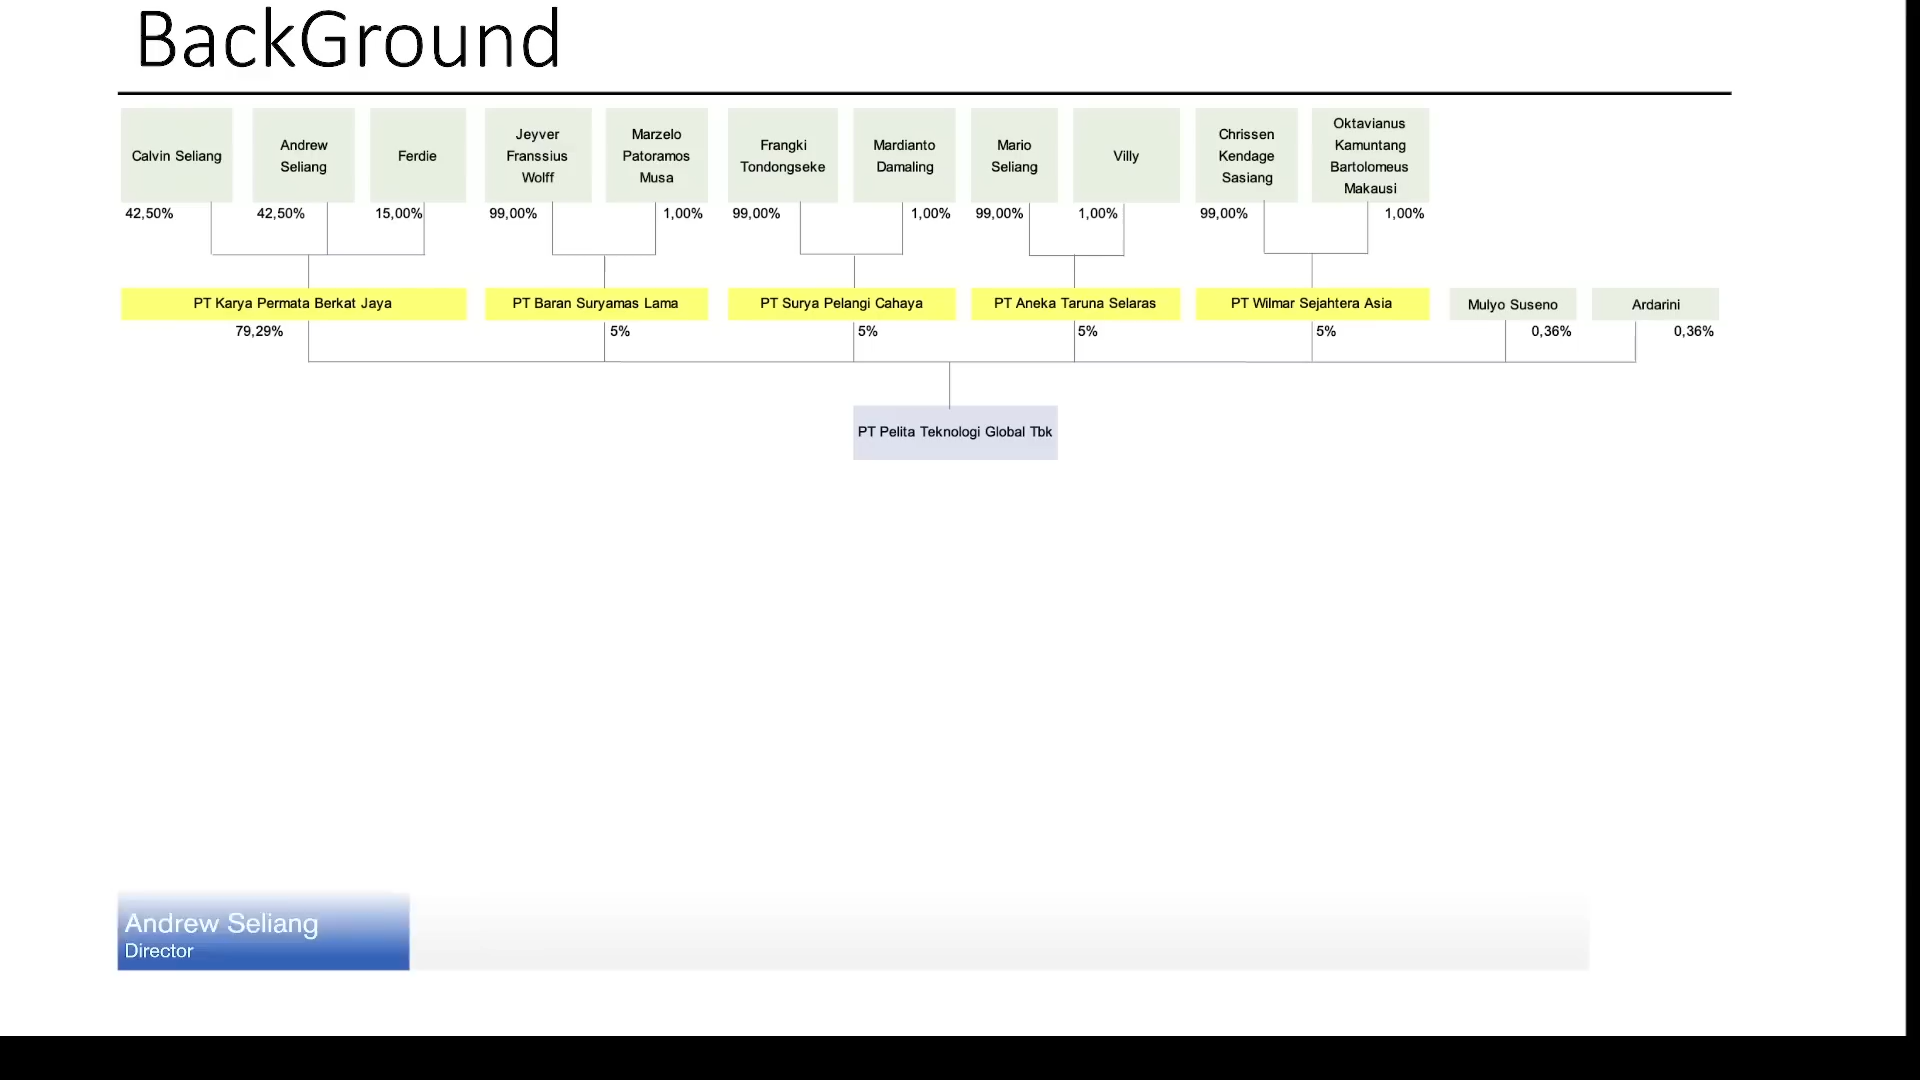 BackGround
Calvin Seliang
Andrew
Seliang
Ferdie
Jeyver
Franssius
Wolff
Marzelo
Patoramos
Musa
Frangki
Tondongseke
Mardianto
Damaling
Mario
Seliang
Villy
Chrissen
Kendage
Sasiang
Oktavianus
Kamuntang
Bartolomeus
Makausi
42,50%
42,50%
15,00%
99,00%
1,00%
99,00%
1,00%
99,00%
1,00%
99,00%
1,00%
PT Karya Permata Berkat Jaya
PT Baran Suryamas Lama
PT Surya Pelangi Cahaya
PT Aneka Taruna Selaras
PT Wilmar Sejahtera Asia
Mulyo Suseno
Ardarini
79,29%
5%
5%
5%
5%
0,36%
0,36%
PT Pelita Teknologi Global Tbk
Andrew Seliang
Director